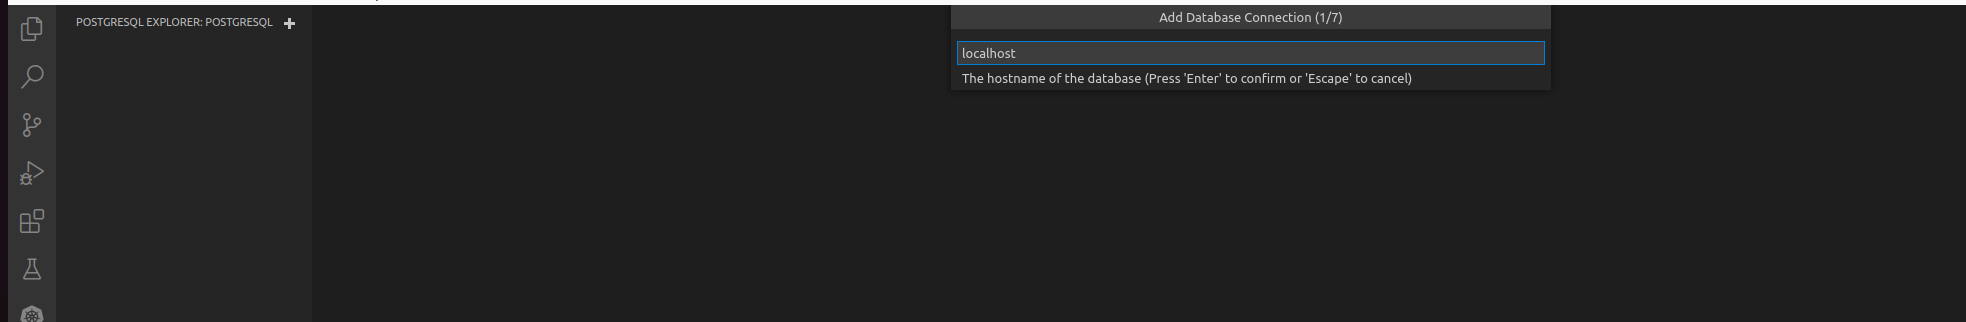 POSTGRESQL EXPLORER: POSTGRESQL
Add Database Connection (1/7)
localhost
The hostname of the database (Press 'Enter' to confirm or 'Escape' to cancel)